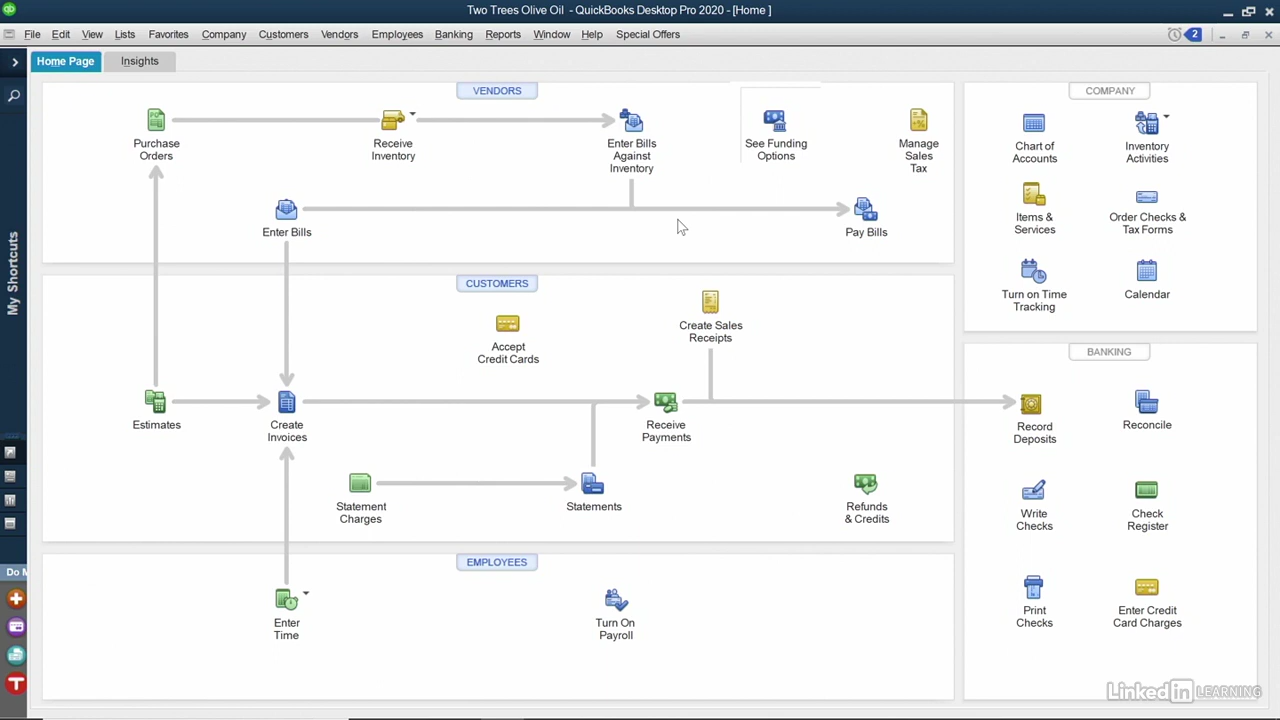 Two Trees Olive Oil - QuickBooks Desktop Pro 2020 - [Home ]
File Edit View Lists Favorites Company Customers Vendors Employees Banking Reports Window Help Special Offers 2
Home Page Insights
My Shortcuts
Do M
VENDORS
Purchase
Orders
Receive
Inventory
Enter Bills
Against
Inventory
See Funding
Options
Manage
Sales
Tax
Enter Bills
Pay Bills
CUSTOMERS
Accept
Credit Cards
Create Sales
Receipts
Estimates
Create
Invoices
Receive
Payments
Statement
Charges
Statements
Refunds
& Credits
EMPLOYEES
Enter
Time
Turn On
Payroll
COMPANY
Chart of
Accounts
Inventory
Activities
Items &
Services
Order Checks &
Tax Forms
Turn on Time
Tracking
Calendar
BANKING
Record
Deposits
Reconcile
Write
Checks
Check
Register
Print
Checks
Enter Credit
Card Charges
LinkedIn LEARNING